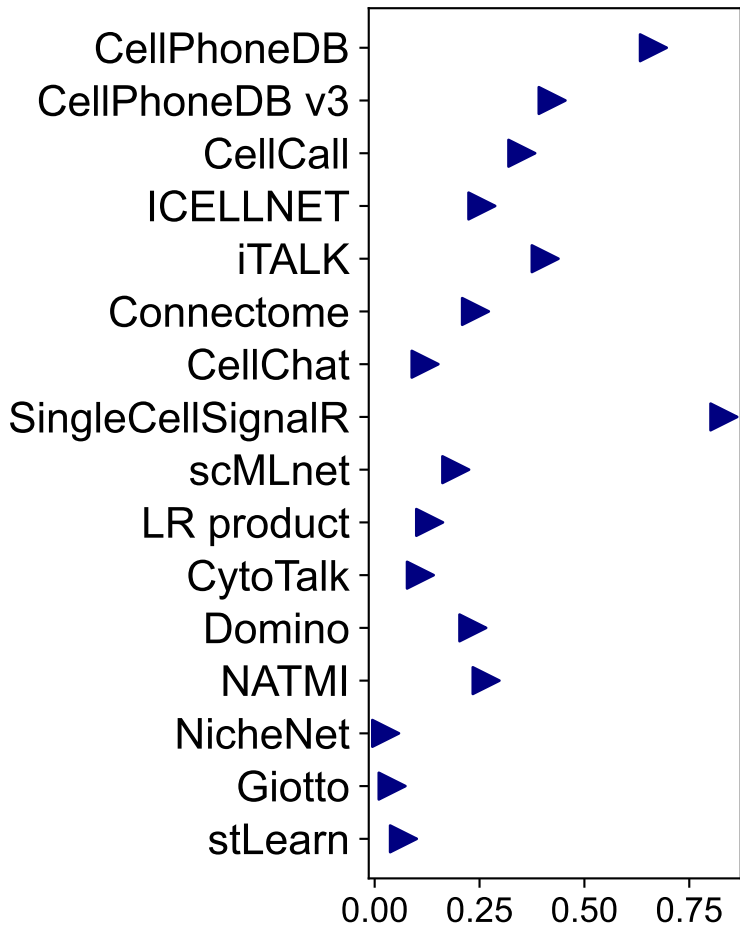 CellPhoneDB
CellPhoneDB v3
CellCall
ICELLNET
iTALK
Connectome
CellChat
SingleCellSignalR
scMLnet
LR product
CytoTalk
Domino
NATMI
NicheNet
Giotto
stLearn
0.00 0.25 0.50 0.75